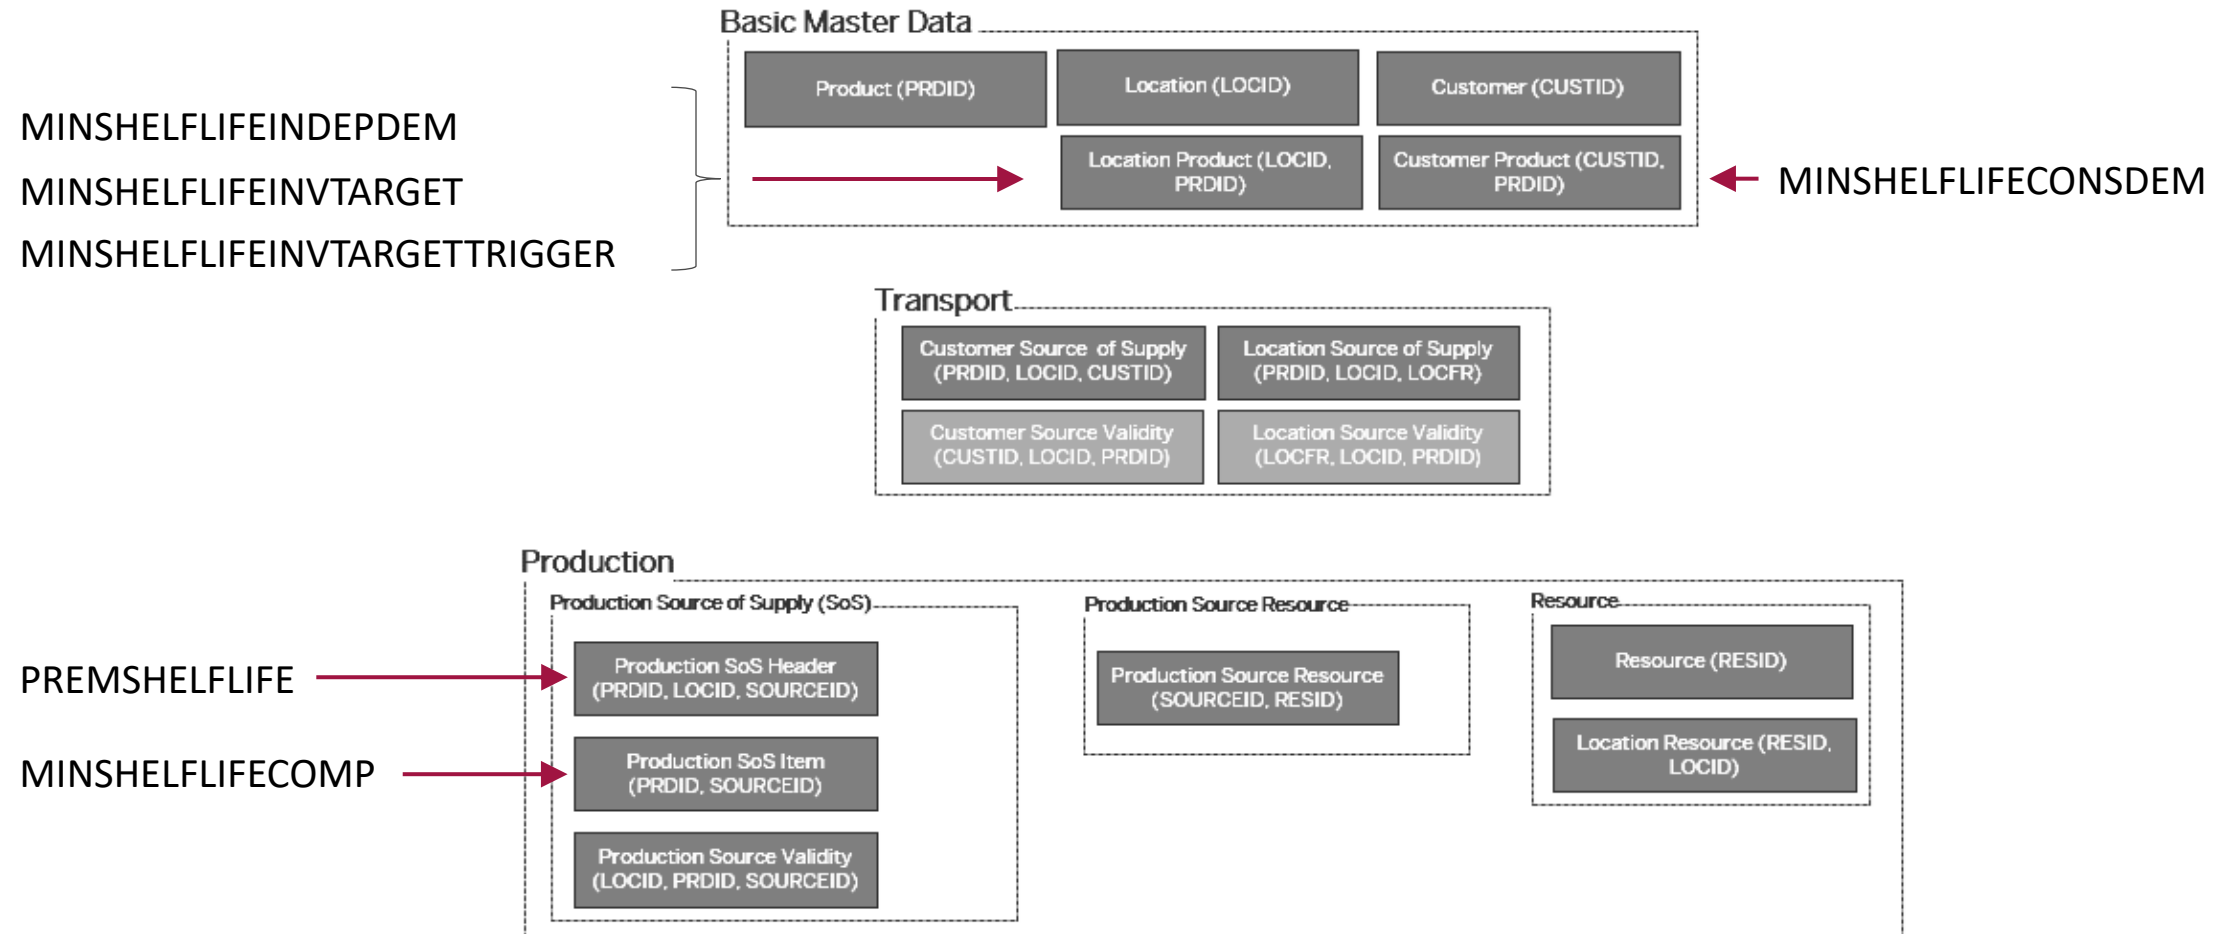 Basic Master Data
Product (PRDID)
Location (LOCID)
Customer (CUSTID)
MINSHELFLIFEINDEPDEM
MINSHELFLIFEINVTARGET
MINSHELFLIFEINVTARGETTRIGGER
Location Product (LOCID,
PRDID)
Customer Product (CUSTID,
PRDID)
MINSHELFLIFECONSDEM
Transport
Customer Source of Supply
(PRDID, LOCID, CUSTID)
Location Source of Supply
(PRDID, LOCID, LOCFR)
Customer Source Validity
(CUSTID, LOCID, PRDID)
Location Source Validity
(LOCFR, LOCID, PRDID)
Production
Production Source of Supply (SoS)
Production Source Resource
Resource
PREMSHELFLIFE
Production SoS Header
(PRDID, LOCID, SOURCEID)
Production Source Resource
(SOURCEID, RESID)
Resource (RESID)
MINSHELFLIFECOMP
Production SoS Item
(PRDID, SOURCEID)
Location Resource (RESID,
LOCID)
Production Source Validity
(LOCID, PRDID, SOURCEID)